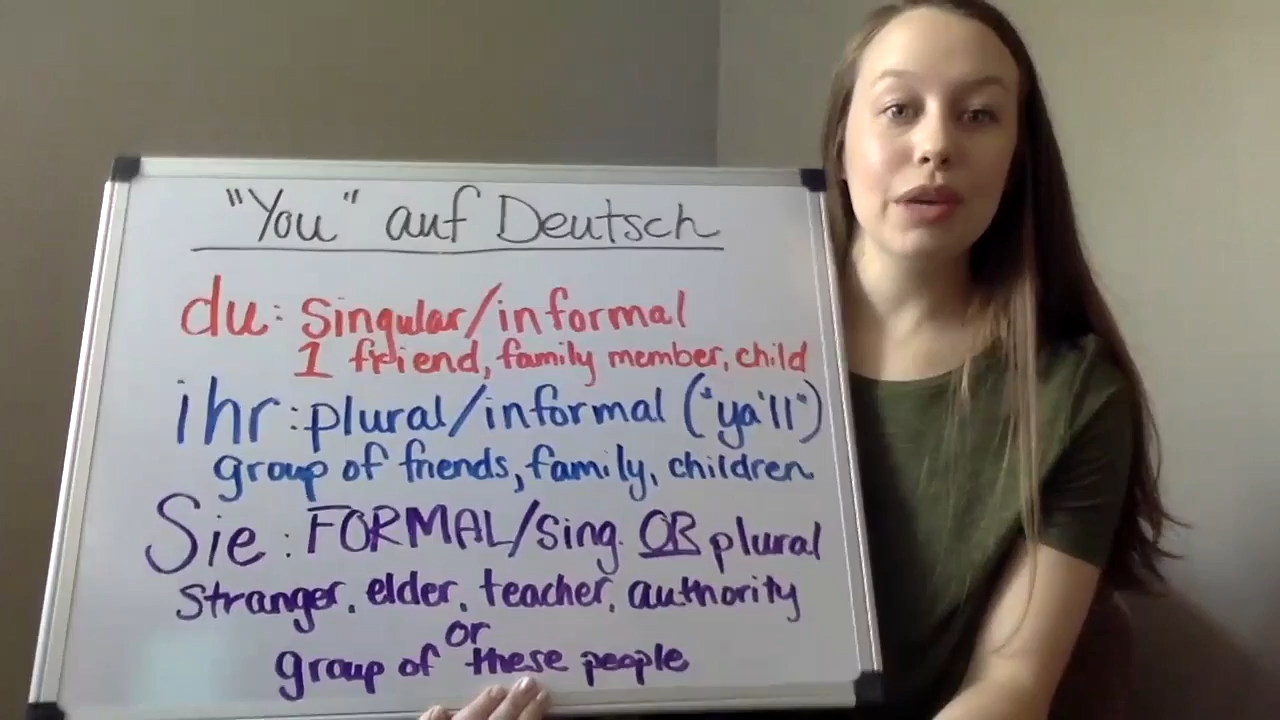 "You" auf Deutsch
du: singular/informal
1 friend, family member, child
ihr: plural/informal ("ya'll")
group of friends, family, children
Sie: FORMAL/sing. OR plural
stranger, elder, teacher, authority
or
group of these people